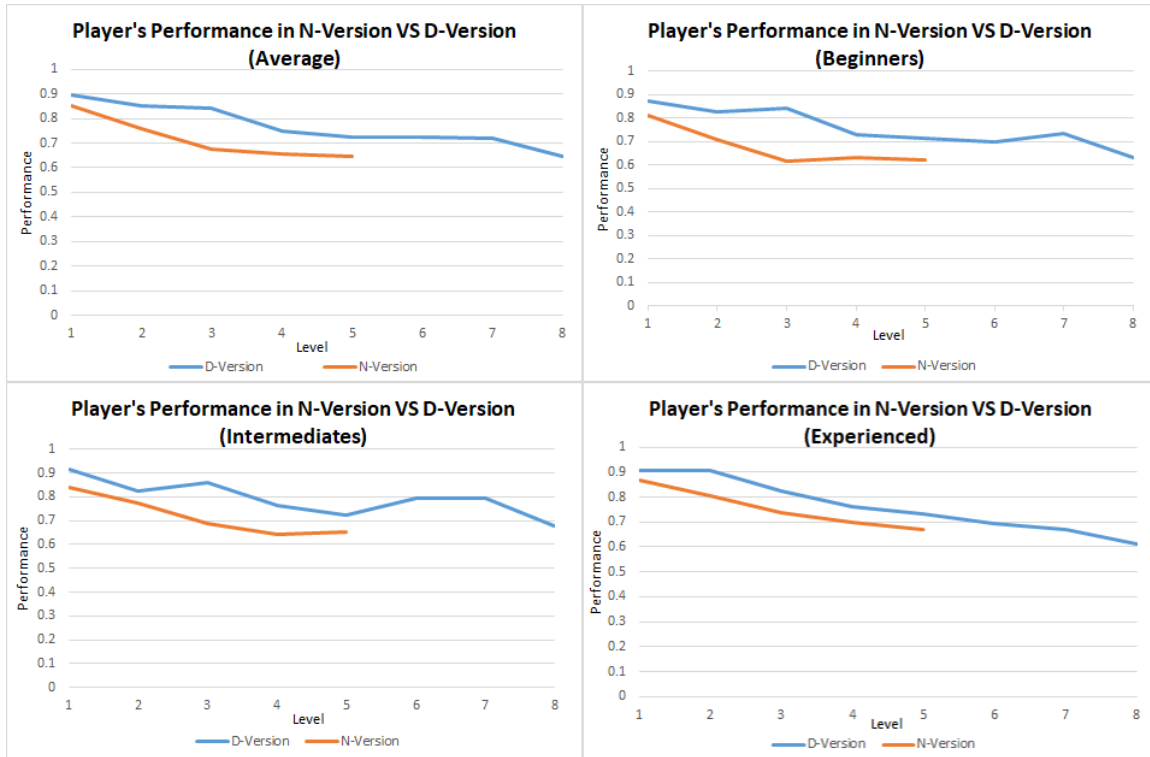 Player's Performance in N-Version VS D-Version
(Average)
1
0.9
0.8
0.7
0.6
0.5
0.4
0.3
0.2
0.1
0
Performance
1 2 3 4 5 6 7 8
Level
D-Version N-Version
Player's Performance in N-Version VS D-Version
(Beginners)
1
0.9
0.8
0.7
0.6
0.5
0.4
0.3
0.2
0.1
0
Performance
1 2 3 4 5 6 7 8
Level
D-Version N-Version
Player's Performance in N-Version VS D-Version
(Intermediates)
1
0.9
0.8
0.7
0.6
0.5
0.4
0.3
0.2
0.1
0
Performance
1 2 3 4 5 6 7 8
Level
D-Version N-Version
Player's Performance in N-Version VS D-Version
(Experienced)
1
0.9
0.8
0.7
0.6
0.5
0.4
0.3
0.2
0.1
0
Performance
1 2 3 4 5 6 7 8
Level
D-Version N-Version